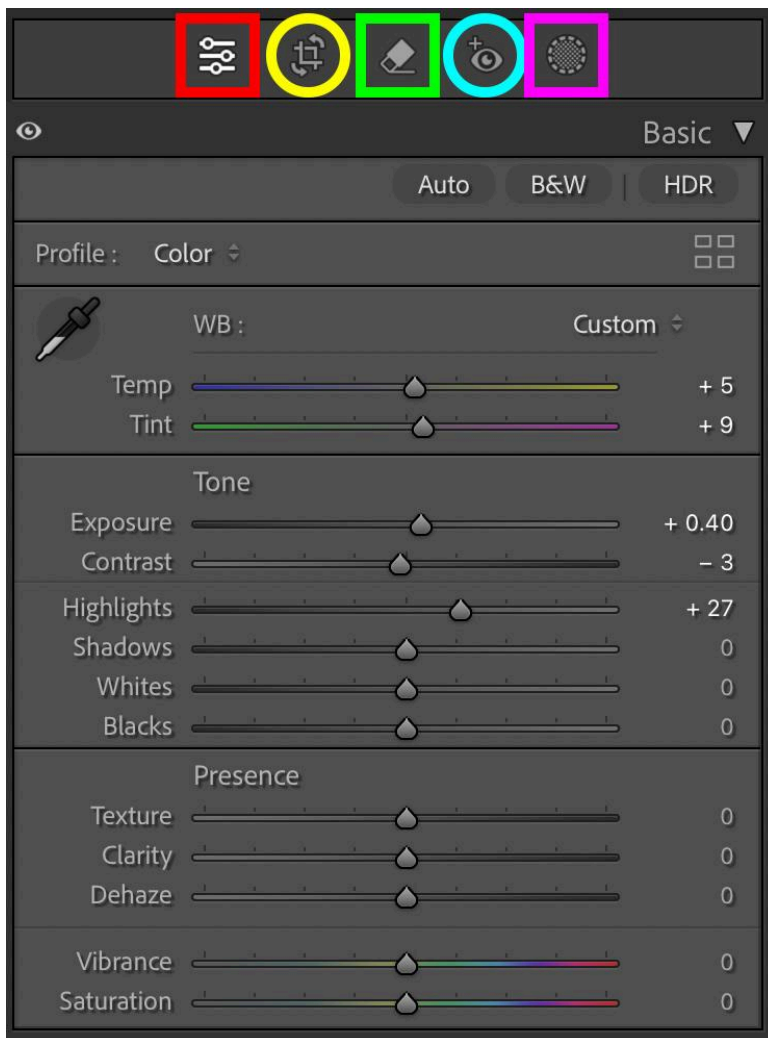 Basic
Auto B&W | HDR
Profile : Color
WB : Custom
Temp + 5
Tint + 9
Tone
Exposure + 0.40
Contrast – 3
Highlights + 27
Shadows 0
Whites 0
Blacks 0
Presence
Texture 0
Clarity 0
Dehaze 0
Vibrance 0
Saturation 0